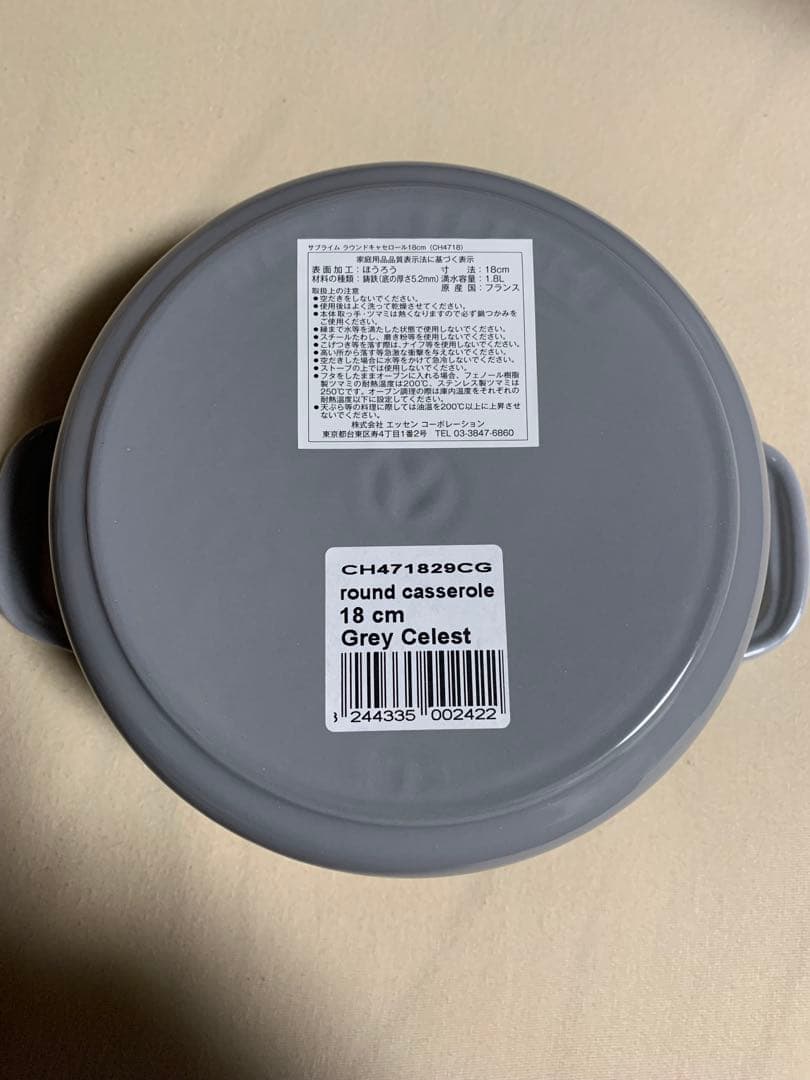 サブライム ラウンドキャセロール18cm (CH4718)
家庭用品品質表示法に基づく表示
表面加工：ほうろう 寸 法：18cm
材料の種類：鋳鉄(底の厚さ5.2mm) 満水容量：1.8L
原産国：フランス
取扱上の注意
●空だきをしないでください。
●使用後はよく洗って乾燥させてください。
●本体取っ手・ツマミは熱くなりますので必ず鍋つかみを
ご使用ください。
●縁まで水等を満たした状態で使用しないでください。
●スチールたわし、磨き粉等を使用しないでください。
●こげつき等を落す際は、ナイフ等を使用しないでください。
●高い所から落す等急激な衝撃を与えないでください。
●空だきした場合に水等をかけて急冷しないでください。
●ストーブの上では使用しないでください。
●フタをしたままオーブンに入れる場合、フェノール樹脂
製ツマミの耐熱温度は200℃、ステンレス製ツマミは
250℃です。オーブン調理の際は庫内温度をそれぞれの
耐熱温度以下に設定してください。
●天ぷら等の料理に際しては油温を200℃以上に上昇させ
ないでください。
株式会社 エッセン コーポレーション
東京都台東区寿4丁目1番2号 TEL 03-3847-6860
CH471829CG
round casserole
18 cm
Grey Celest
244335 002422